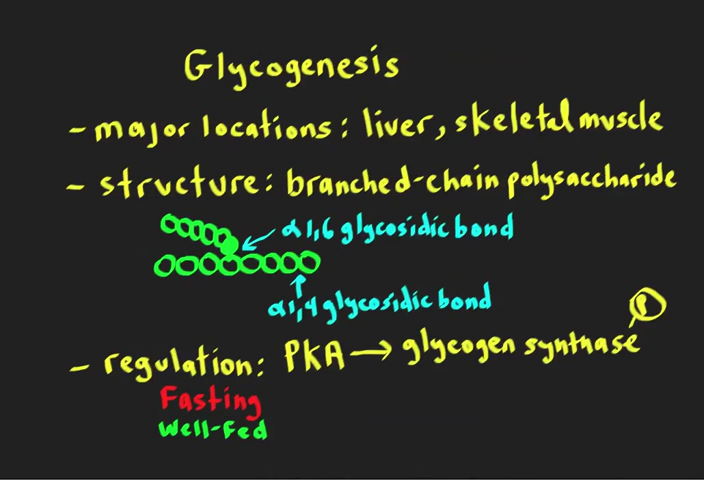 Glycogenesis
- major locations: liver, skeletal muscle
- structure: branched-chain polysaccharide
α1,6 glycosidic bond
α1,4 glycosidic bond
P
- regulation: PKA → glycogen synthase
Fasting
Well-Fed